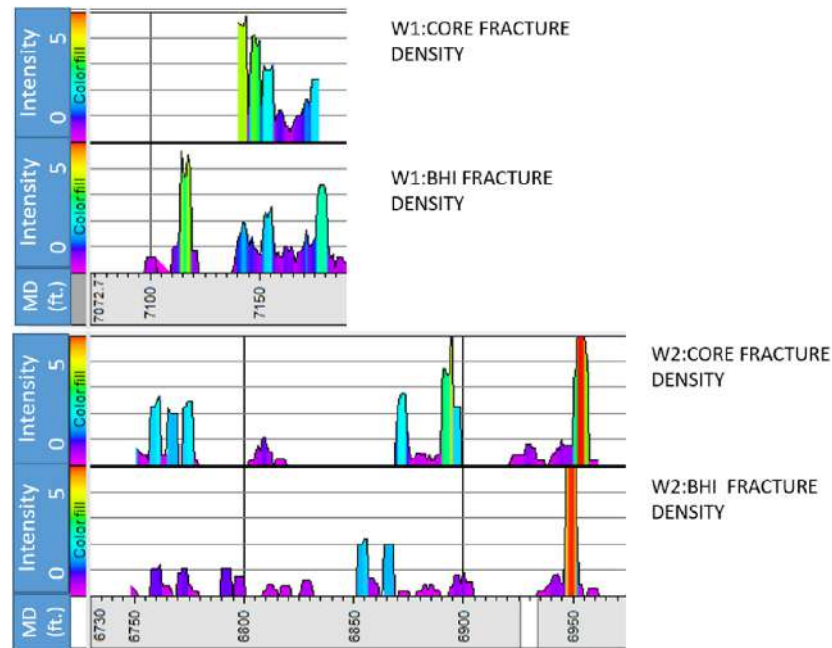 Intensity
0 5
Colorfill
W1:CORE FRACTURE
DENSITY
Intensity
0 5
Colorfill
W1:BHI FRACTURE
DENSITY
MD
(ft.)
7072.7
7100
7150
Intensity
0 5
Colorfill
W2:CORE FRACTURE
DENSITY
Intensity
0 5
Colorfill
W2:BHI FRACTURE
DENSITY
MD
(ft.)
6730
6750
6800
6850
6900
6950